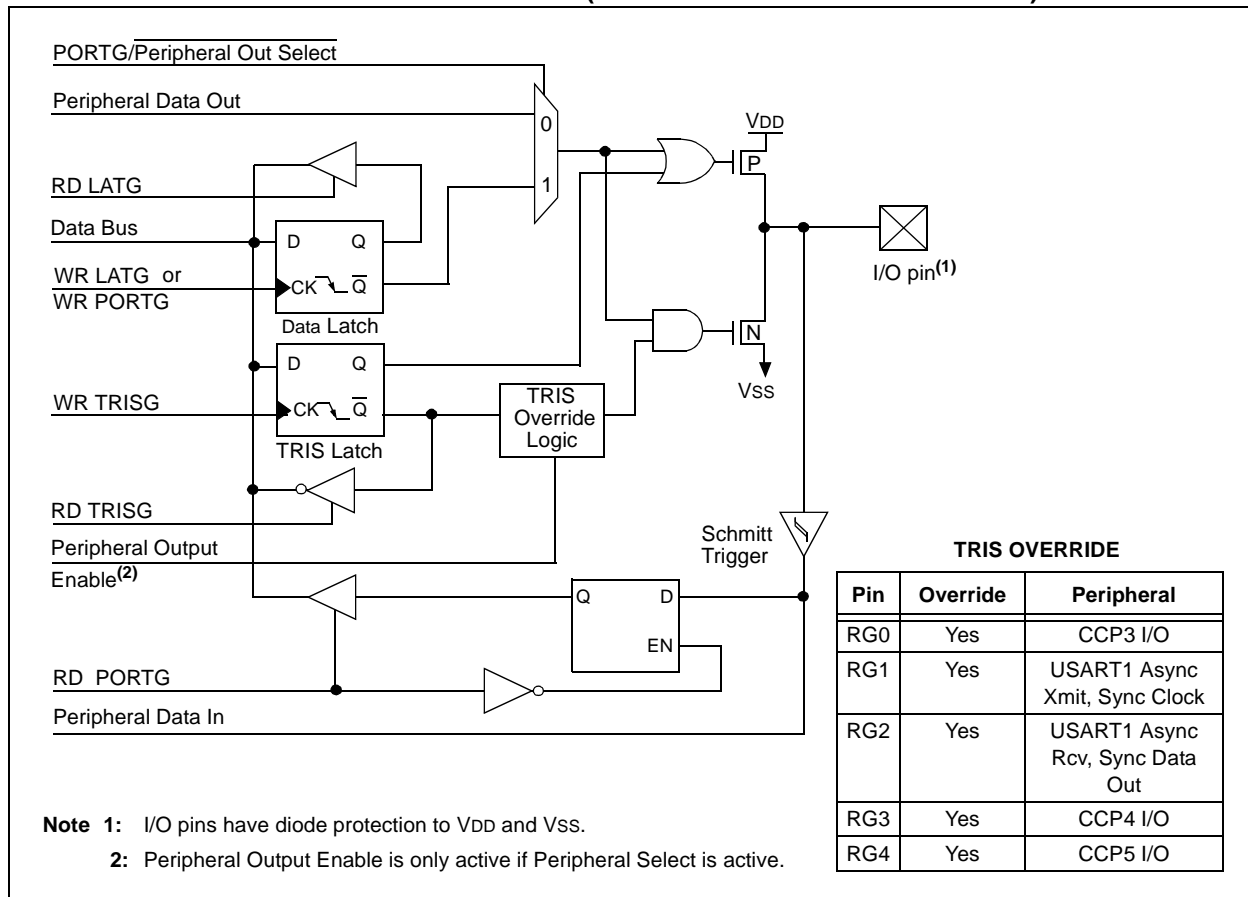 PORTG/Peripheral Out Select
Peripheral Data Out
0
1
VDD
P
RD LATG
Data Bus
D Q
WR LATG or
WR PORTG
CK Q
Data Latch
I/O pin(1)
N
VSS
D Q
WR TRISG
CK Q
TRIS Latch
TRIS
Override
Logic
RD TRISG
Peripheral Output
Enable(2)
Schmitt
Trigger
Q D
EN
RD PORTG
Peripheral Data In
TRIS OVERRIDE
Pin Override Peripheral
RG0 Yes CCP3 I/O
RG1 Yes USART1 Async
Xmit, Sync Clock
RG2 Yes USART1 Async
Rcv, Sync Data
Out
RG3 Yes CCP4 I/O
RG4 Yes CCP5 I/O
Note 1: I/O pins have diode protection to VDD and VSS.
2: Peripheral Output Enable is only active if Peripheral Select is active.